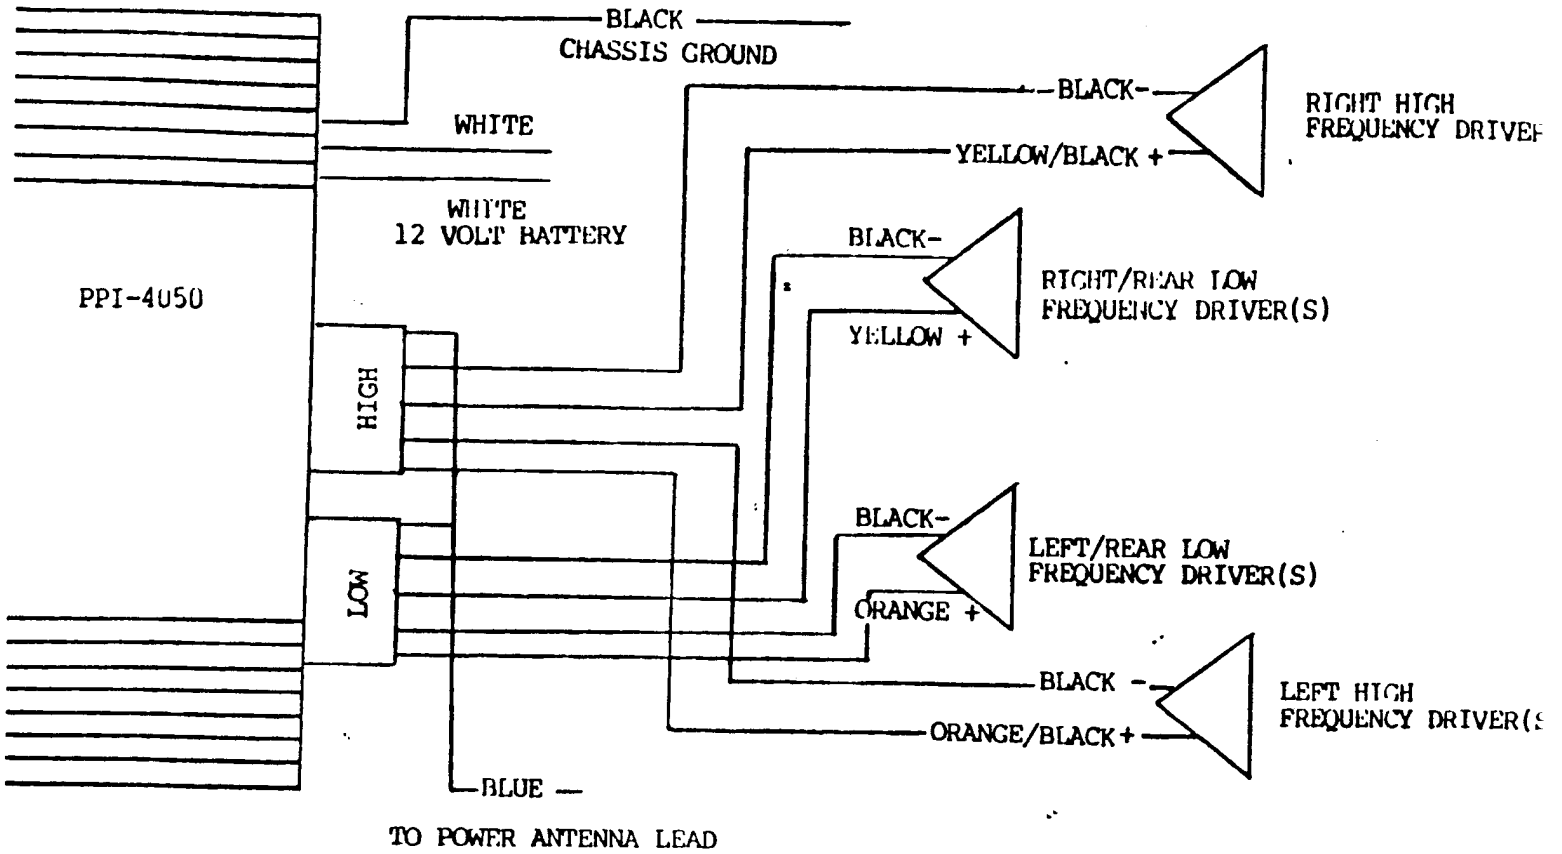 BLACK
CHASSIS GROUND
BLACK-
RIGHT HIGH
FREQUENCY DRIVER
WHITE
YELLOW/BLACK +
WHITE
12 VOLT BATTERY
BLACK-
RIGHT/REAR LOW
FREQUENCY DRIVER(S)
PPI-4050
YELLOW +
HIGH
BLACK-
LEFT/REAR LOW
FREQUENCY DRIVER(S)
LOW
ORANGE +
BLACK -
LEFT HIGH
FREQUENCY DRIVER(S
ORANGE/BLACK +
BLUE
TO POWER ANTENNA LEAD